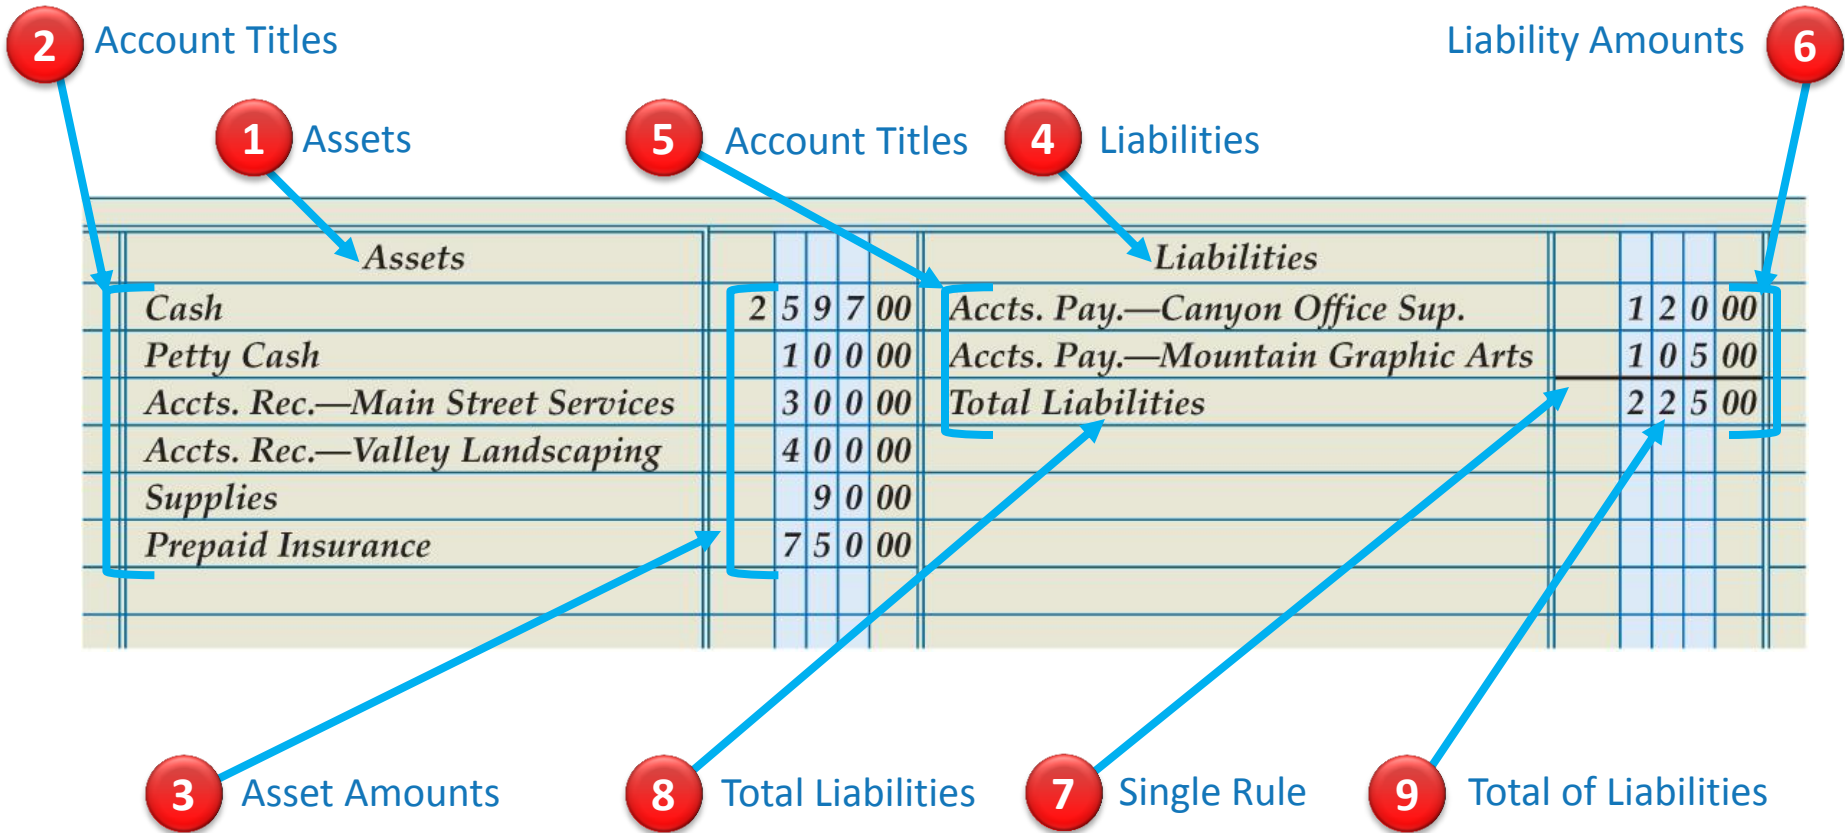 2 Account Titles
Liability Amounts 6
1 Assets
5 Account Titles
4 Liabilities
Assets Liabilities
Cash 2 5 9 7 00 Accts. Pay.—Canyon Office Sup. 1 2 0 00
Petty Cash 1 0 0 00 Accts. Pay.—Mountain Graphic Arts 1 0 5 00
Accts. Rec.—Main Street Services 3 0 0 00 Total Liabilities 2 2 5 00
Accts. Rec.—Valley Landscaping 4 0 0 00
Supplies 9 0 00
Prepaid Insurance 7 5 0 00
3 Asset Amounts
8 Total Liabilities
7 Single Rule
9 Total of Liabilities